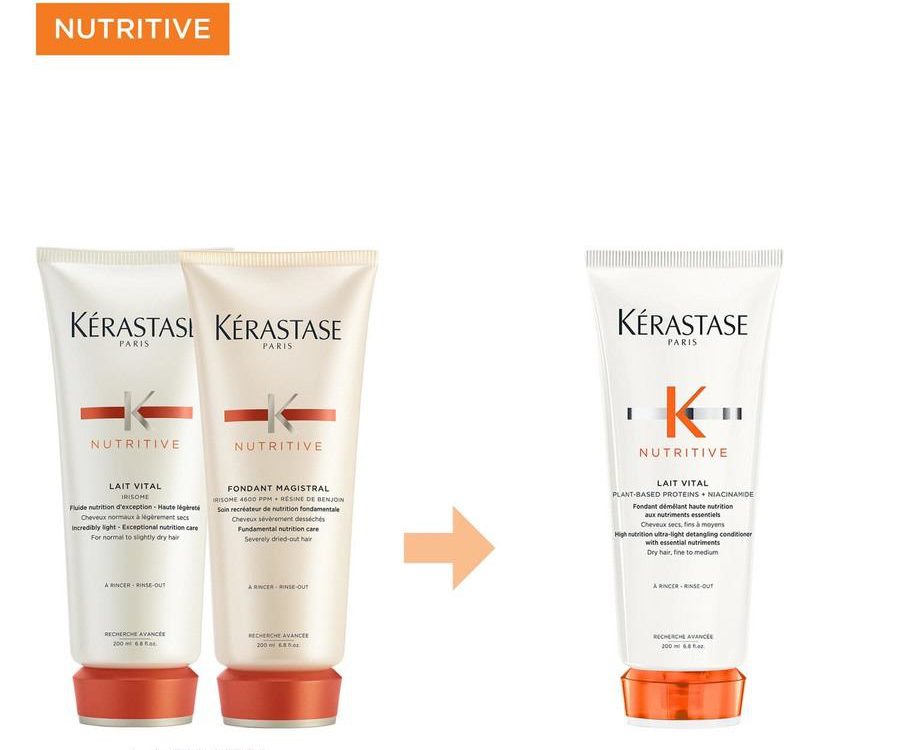 NUTRITIVE
KÉRASTASE
PARIS
K
NUTRITIVE
LAIT VITAL
IRISOME
Fluide nutrition d'exception - Haute légèreté
Cheveux normaux à légèrement secs
Incredibly light - Exceptional nutrition care
For normal to slightly dry hair
À RINCER - RINSE-OUT
RECHERCHE AVANCÉE
200 ml 6.8 fl.oz.
KÉRASTASE
PARIS
K
NUTRITIVE
FONDANT MAGISTRAL
IRISOME 4600 PPM + RÉSINE DE BENJOIN
Soin recréateur de nutrition fondamentale
Cheveux sévèrement desséchés
Fundamental nutrition care
Severely dried-out hair
À RINCER - RINSE-OUT
RECHERCHE AVANCÉE
200 ml 6.8 fl.oz.
KÉRASTASE
PARIS
K
NUTRITIVE
LAIT VITAL
PLANT-BASED PROTEINS + NIACINAMIDE
Fondant démêlant haute nutrition
aux nutriments essentiels
Cheveux secs, fins à moyens
High nutrition ultra-light detangling conditioner
with essential nutriments
Dry hair, fine to medium
À RINCER - RINSE-OUT
RECHERCHE AVANCÉE
200 ml 6.8 fl.oz.